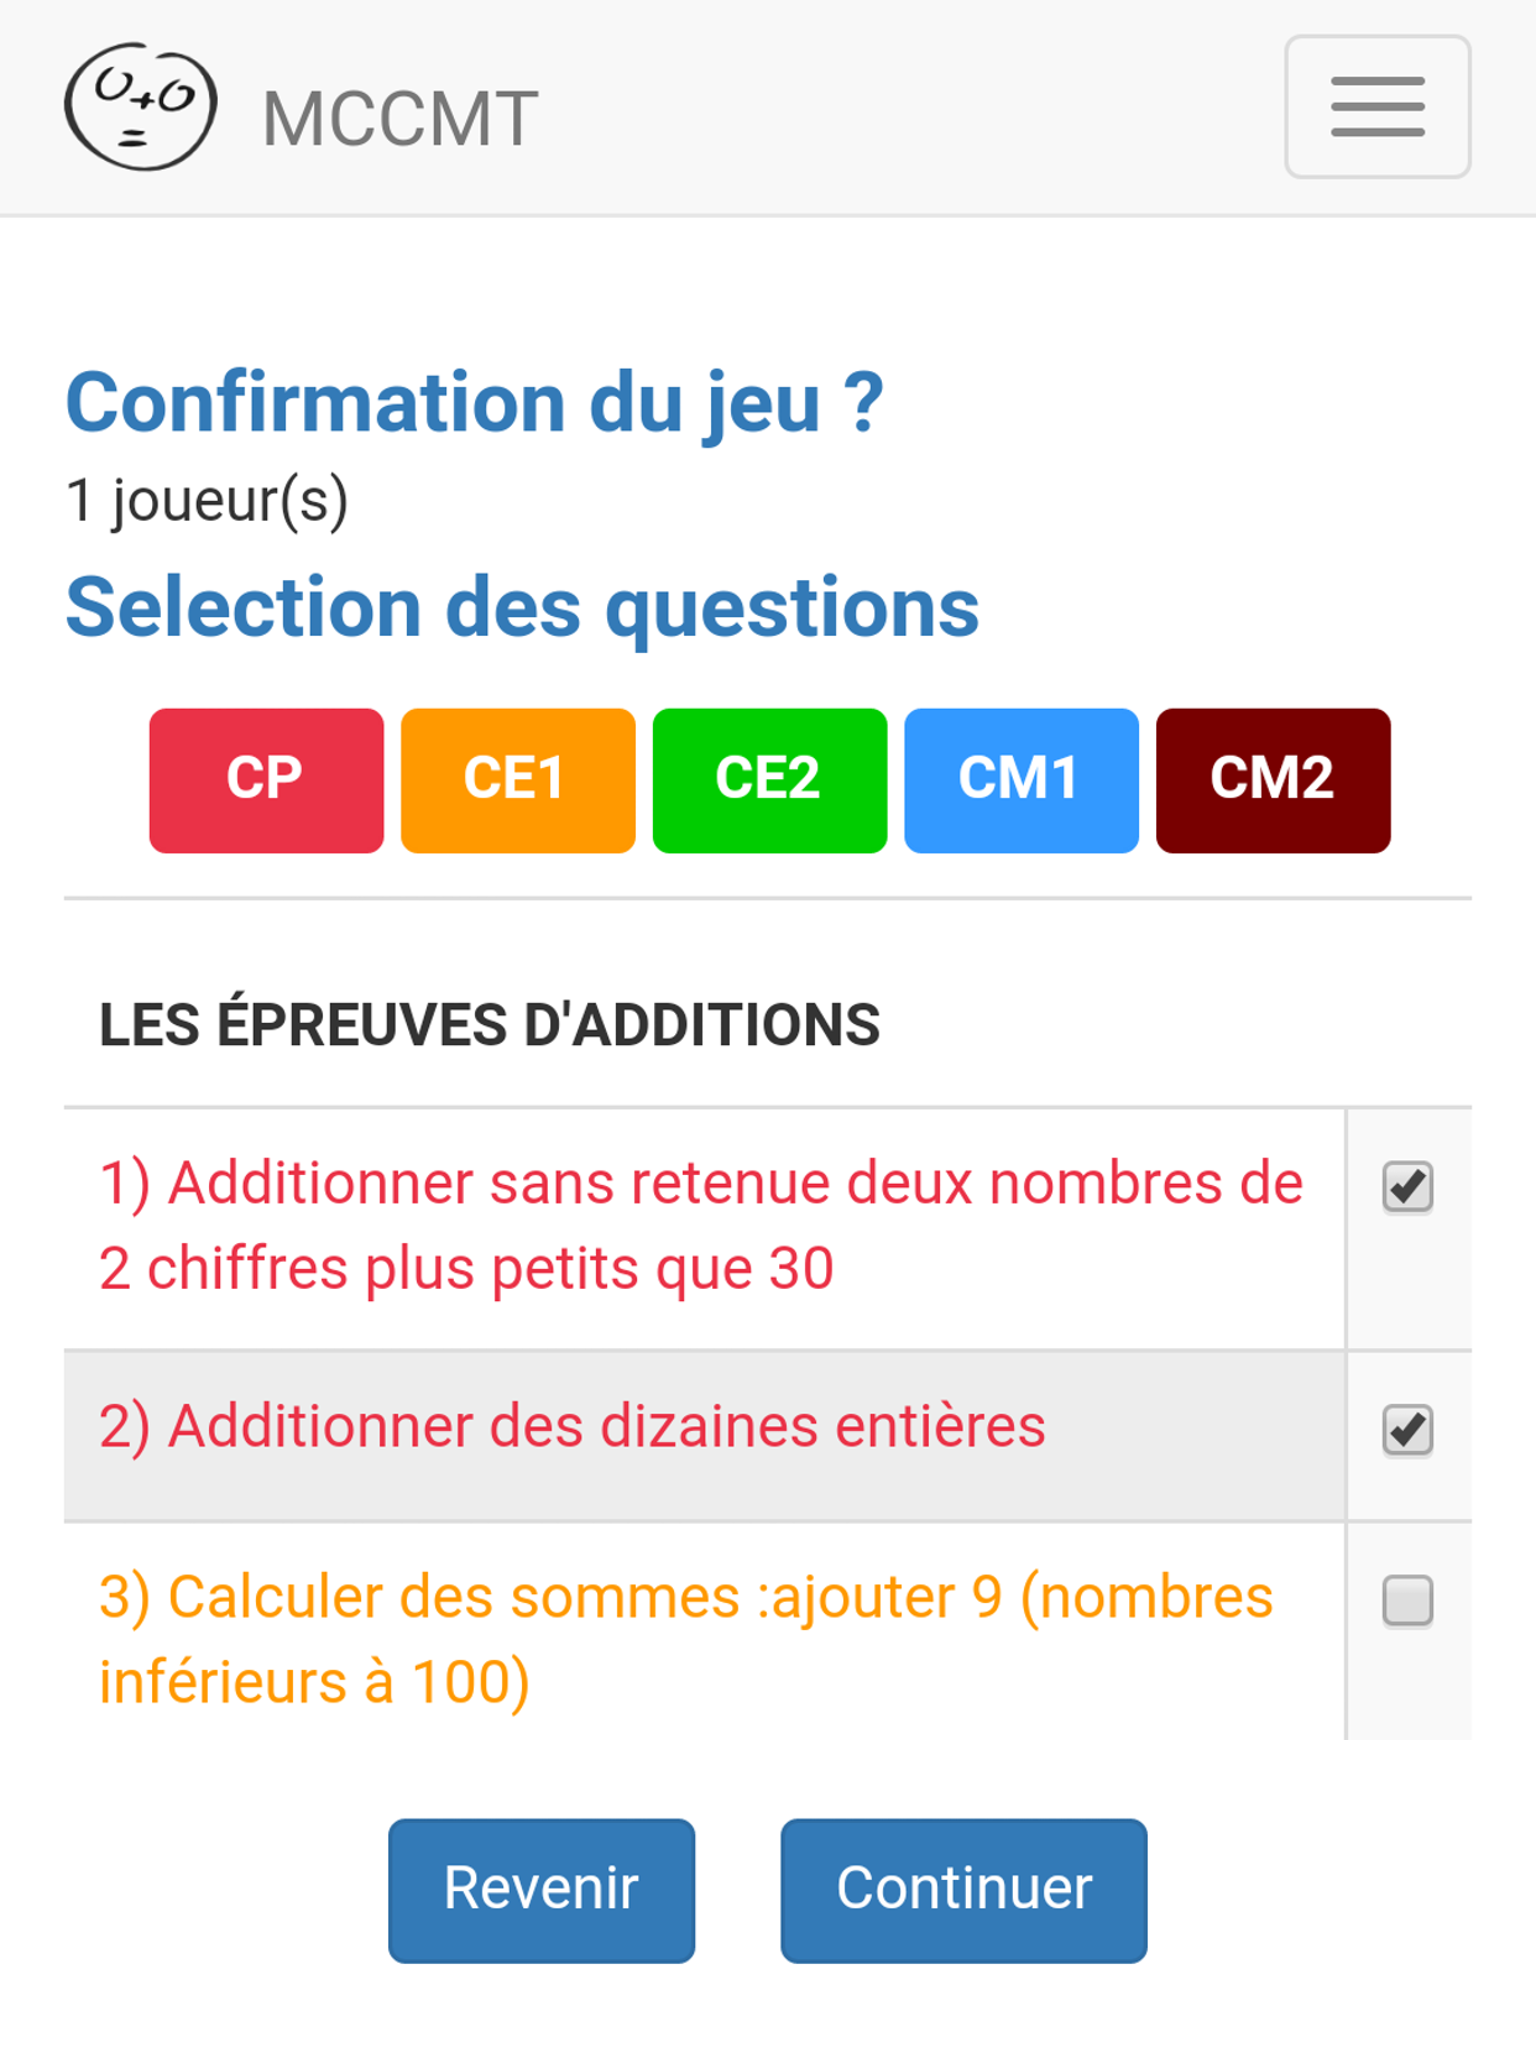 MCCMT
Confirmation du jeu ?
1 joueur(s)
Selection des questions
CP CE1 CE2 CM1 CM2
LES ÉPREUVES D'ADDITIONS
1) Additionner sans retenue deux nombres de
2 chiffres plus petits que 30
2) Additionner des dizaines entières
3) Calculer des sommes :ajouter 9 (nombres
inférieurs à 100)
Revenir Continuer